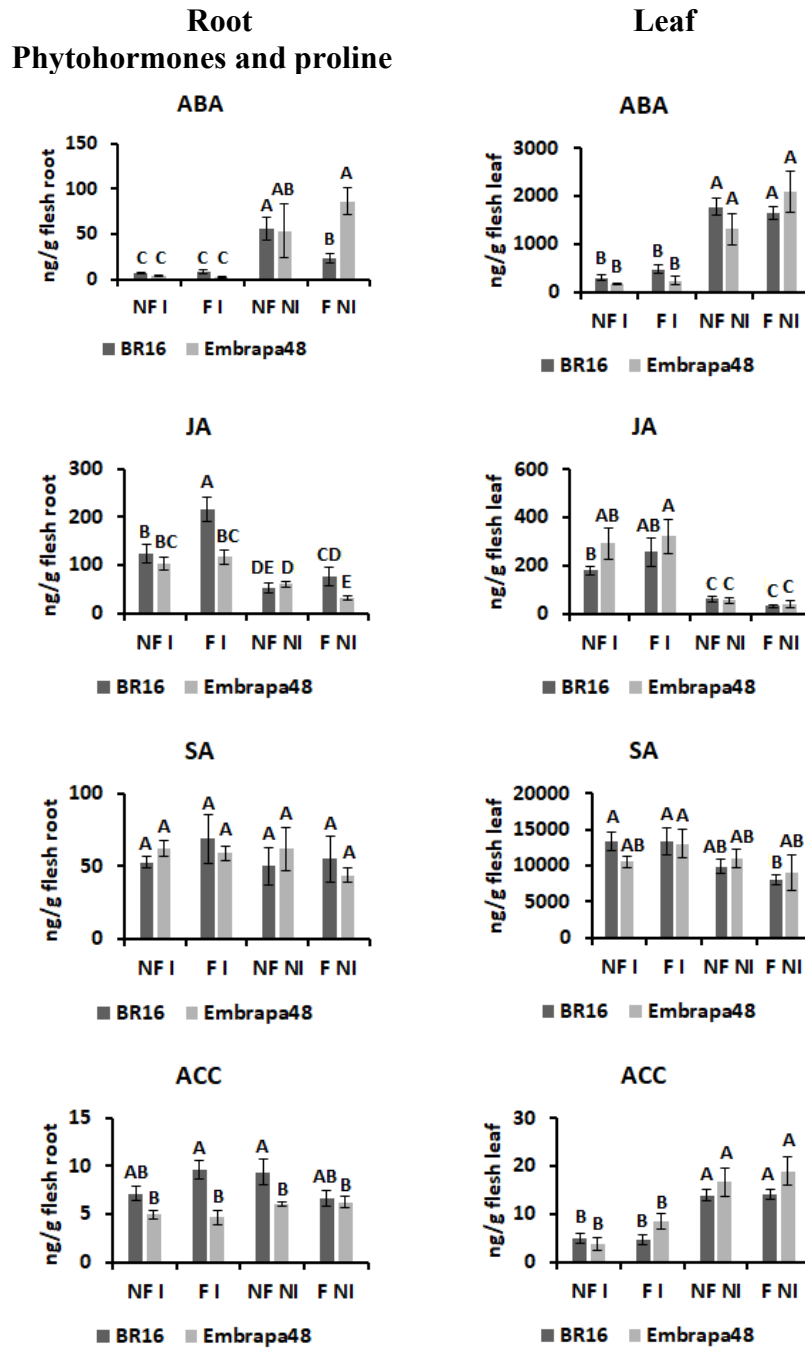 Root
Phytohormones and proline
Leaf
ABA
150
100
50
0
ng/g flesh root
C C
C C
A
AB
B
A
NF I F I NF NI F NI
BR16 Embrapa48
ABA
3000
2000
1000
0
ng/g flesh leaf
B B
B B
A A
A A
NF I F I NF NI F NI
BR16 Embrapa48
JA
300
200
100
0
ng/g flesh root
B BC
A BC
DE D
CD E
NF I F I NF NI F NI
BR16 Embrapa48
JA
600
400
200
0
ng/g flesh leaf
B AB
AB A
C C
C C
NF I F I NF NI F NI
BR16 Embrapa48
SA
100
50
0
ng/g flesh root
A A
A A
A A
A A
NF I F I NF NI F NI
BR16 Embrapa48
SA
20000
15000
10000
5000
0
ng/g flesh leaf
A AB
A A
AB AB
B AB
NF I F I NF NI F NI
BR16 Embrapa48
ACC
15
10
5
0
ng/g flesh root
AB B
A B
A B
AB B
NF I F I NF NI F NI
BR16 Embrapa48
ACC
30
20
10
0
ng/g flesh leaf
B B
B B
A A
A A
NF I F I NF NI F NI
BR16 Embrapa48